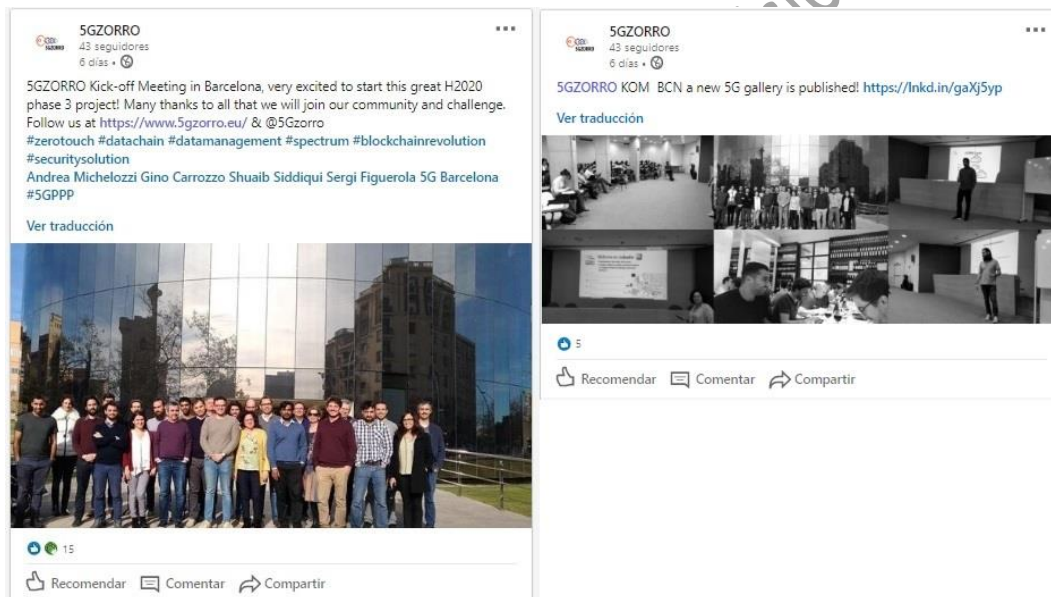 5GZORRO
43 seguidores
6 días •
5GZORRO Kick-off Meeting in Barcelona, very excited to start this great H2020
phase 3 project! Many thanks to all that we will join our community and challenge.
Follow us at https://www.5gzorro.eu/ & @5Gzorro
#zerotouch #datachain #datamanagement #spectrum #blockchainrevolution
#securitysolution
Andrea Michelozzi Gino Carrozzo Shuaib Siddiqui Sergi Figuerola 5G Barcelona
#5GPPP
Ver traducción
15
Recomendar Comentar Compartir
5GZORRO
43 seguidores
6 días •
5GZORRO KOM BCN a new 5G gallery is published! https://lnkd.in/gaXj5yp
Ver traducción
5
Recomendar Comentar Compartir